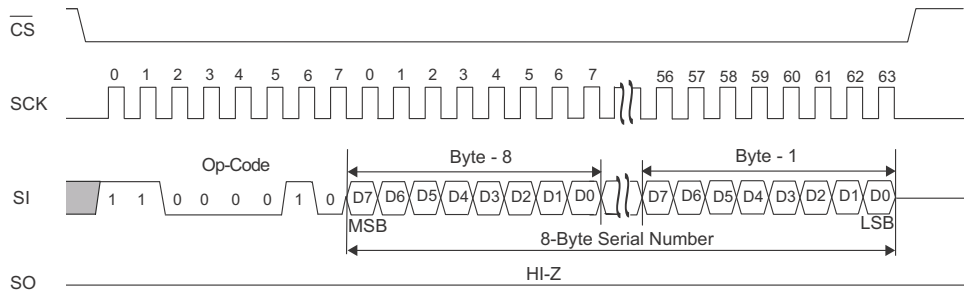 CS
0 1 2 3 4 5 6 7 0 1 2 3 4 5 6 7 56 57 58 59 60 61 62 63
SCK
Op-Code Byte - 8 Byte - 1
SI 1 1 0 0 0 0 1 0 D7 D6 D5 D4 D3 D2 D1 D0 D7 D6 D5 D4 D3 D2 D1 D0
MSB LSB
8-Byte Serial Number
HI-Z
SO